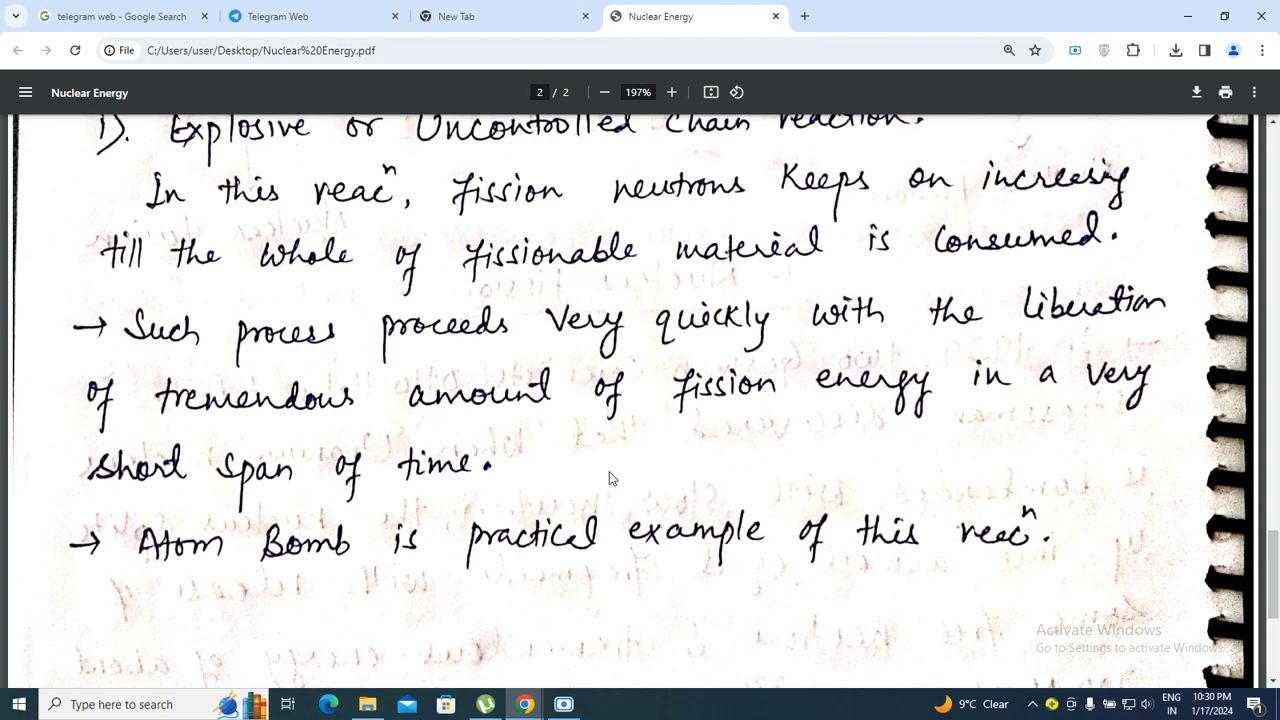 telegram web - Google Search
Telegram Web
New Tab
Nuclear Energy
File
C:/Users/user/Desktop/Nuclear%20Energy.pdf
Nuclear Energy
2 / 2
197%
1). Explosive or Uncontrolled Chain reaction.
In this reacⁿ, fission neutrons keeps on increasing
till the whole of fissionable material is consumed.
→ Such process proceeds very quickly with the liberation
of tremendous amount of fission energy in a very
short span of time.
→ Atom Bomb is practical example of this reacⁿ.
Activate Windows
Go to Settings to activate Windows.
Type here to search
9°C Clear
ENG
IN
10:30 PM
1/17/2024